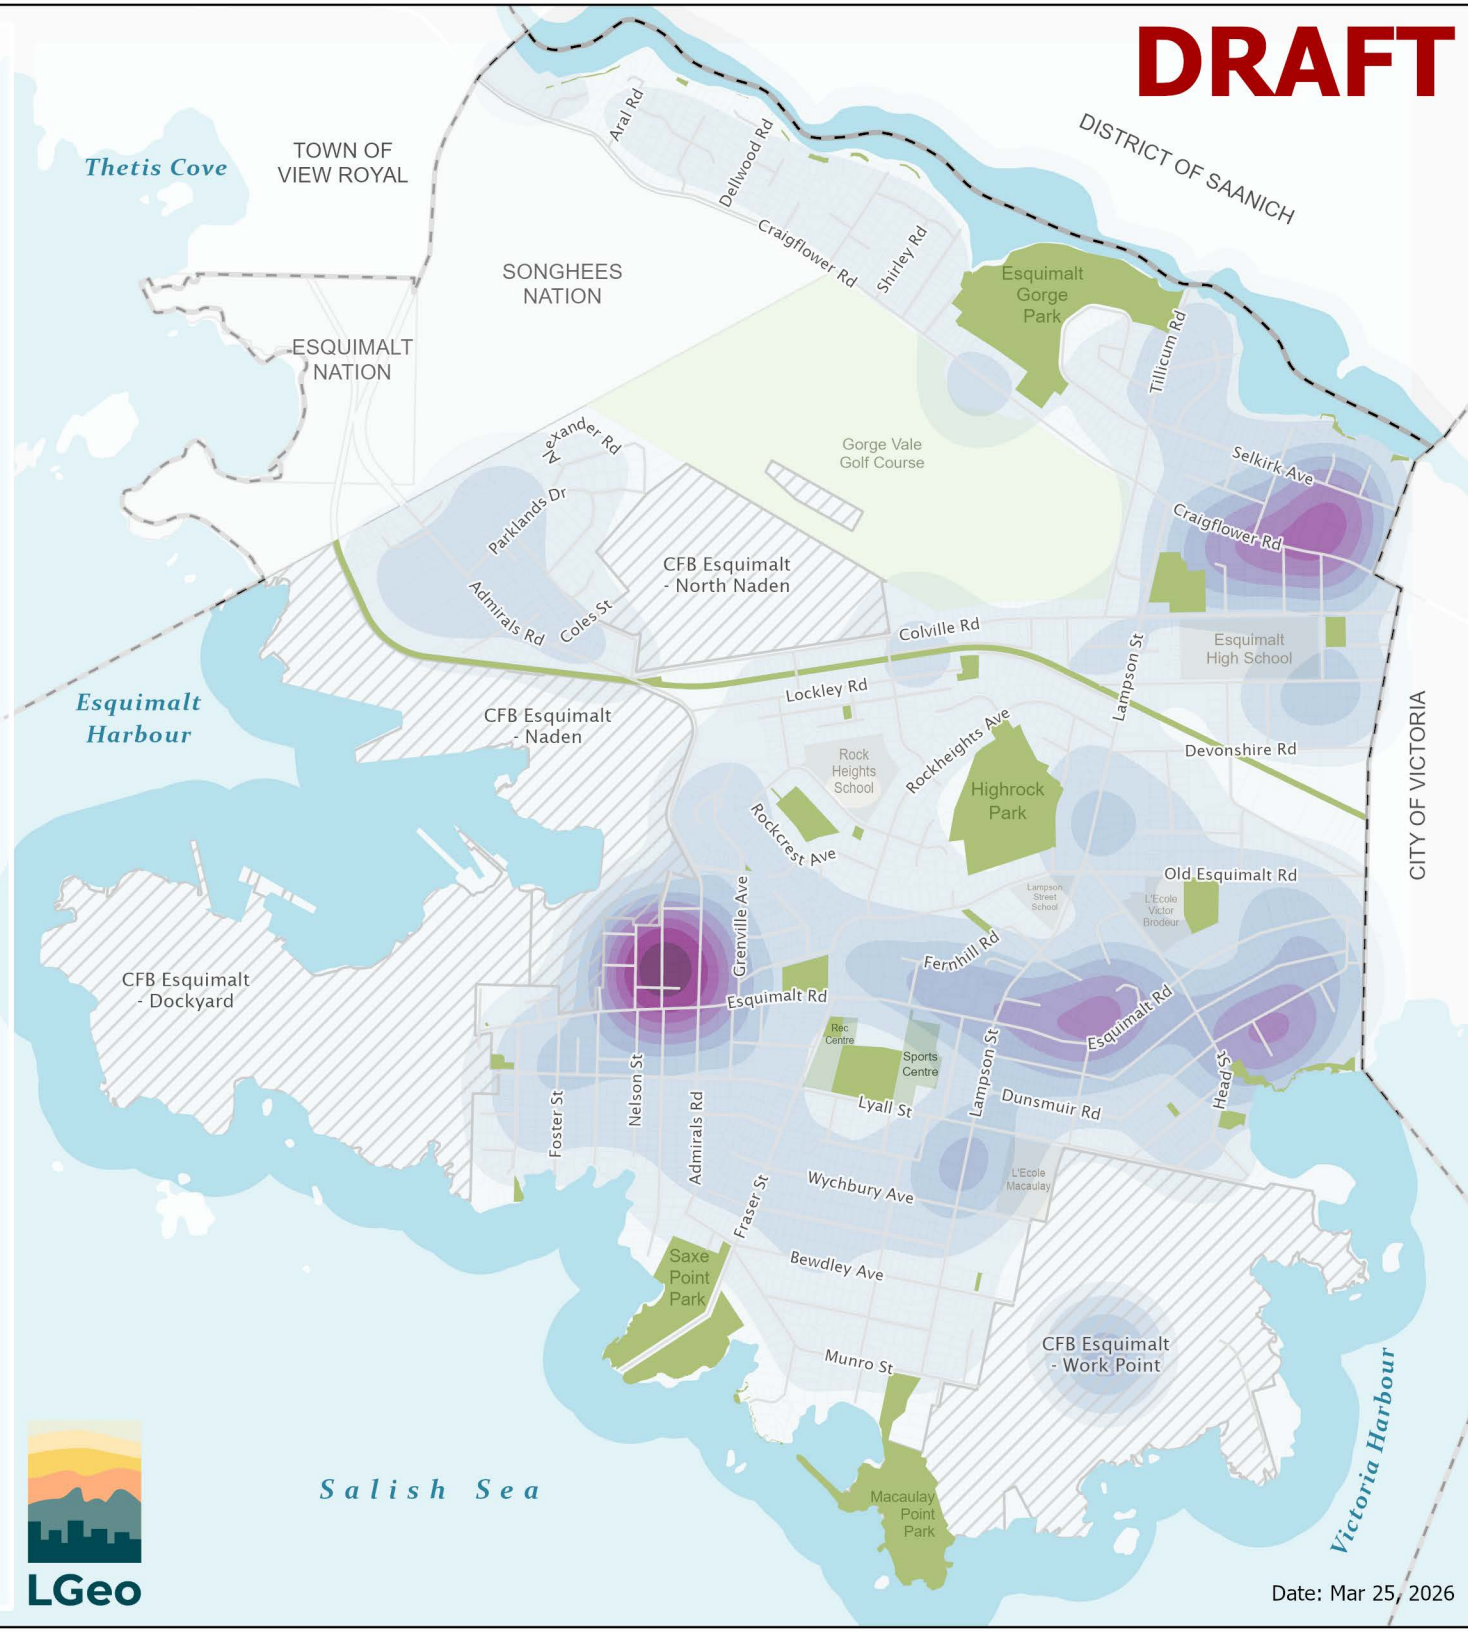 DRAFT
DISTRICT OF SAANICH
Thetis Cove
TOWN OF
VIEW ROYAL
Aral Rd
Dellwood Rd
Craigflower Rd
Shirley Rd
SONGHEES
NATION
Esquimalt
Gorge
Park
Tillicum Rd
ESQUIMALT
NATION
Alexander Rd
Gorge Vale
Golf Course
Selkirk Ave
Parklands Dr
Craigflower Rd
CFB Esquimalt
- North Naden
Admirals Rd
Coles St
Colville Rd
Esquimalt
High School
Lampson St
Esquimalt
Harbour
Lockley Rd
CFB Esquimalt
- Naden
Rockheights Ave
Devonshire Rd
CITY OF VICTORIA
Rock
Heights
School
Highrock
Park
Rockcrest Ave
Old Esquimalt Rd
Lampson
Street
School
L'Ecole
Victor
Brodeur
Grenville Ave
Fernhill Rd
CFB Esquimalt
- Dockyard
Esquimalt Rd
Esquimalt Rd
Rec
Centre
Sports
Centre
Lampson St
Head St
Foster St
Nelson St
Admirals Rd
Lyall St
Dunsmuir Rd
L'Ecole
Macaulay
Wychbury Ave
Fraser St
Saxe
Point
Park
Bewdley Ave
CFB Esquimalt
- Work Point
Munro St
Victoria Harbour
Salish Sea
Macaulay
Point
Park
LGeo
Date: Mar 25, 2026